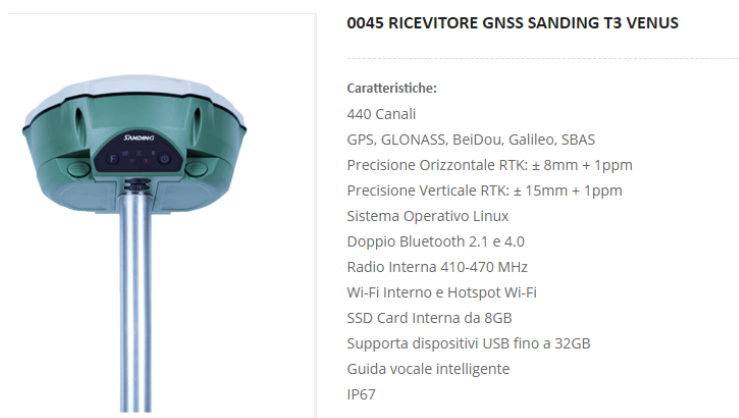 0045 RICEVITORE GNSS SANDING T3 VENUS
Caratteristiche:
440 Canali
GPS, GLONASS, BeiDou, Galileo, SBAS
Precisione Orizzontale RTK: ± 8mm + 1ppm
Precisione Verticale RTK: ± 15mm + 1ppm
Sistema Operativo Linux
Doppio Bluetooth 2.1 e 4.0
Radio Interna 410-470 MHz
Wi-Fi Interno e Hotspot Wi-Fi
SSD Card Interna da 8GB
Supporta dispositivi USB fino a 32GB
Guida vocale intelligente
IP67
SANDING
F